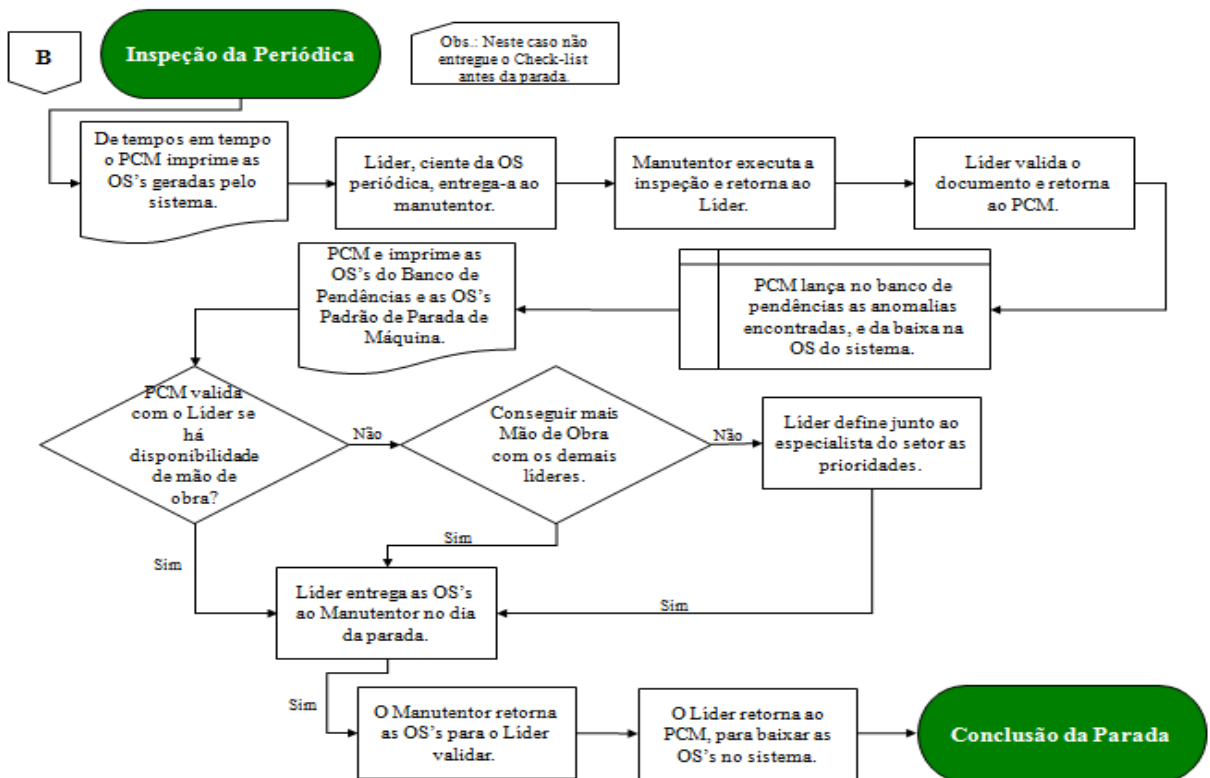 B
Inspeção da Periódica
Obs.: Neste caso não
entregue o Check-list
antes da parada.
De tempos em tempo
o PCM imprime as
OS's geradas pelo
sistema.
Líder, ciente da OS
periódica, entrega-a ao
manutentor.
Manutentor executa a
inspeção e retorna ao
Líder.
Líder valida o
documento e retorna
ao PCM.
PCM e imprime as
OS's do Banco de
Pendências e as OS's
Padrão de Parada de
Máquina.
PCM lança no banco de
pendências as anomalias
encontradas, e da baixa na
OS do sistema.
PCM valida
com o Líder se
há
disponibilidade
de mão de
obra?
Não
Conseguir mais
Mão de Obra
com os demais
líderes.
Não
Líder define junto ao
especialista do setor as
prioridades.
Sim
Sim
Líder entrega as OS's
ao Manutentor no dia
da parada.
Sim
Sim
O Manutentor retorna
as OS's para o Líder
validar.
O Líder retorna ao
PCM, para baixar as
OS's no sistema.
Conclusão da Parada